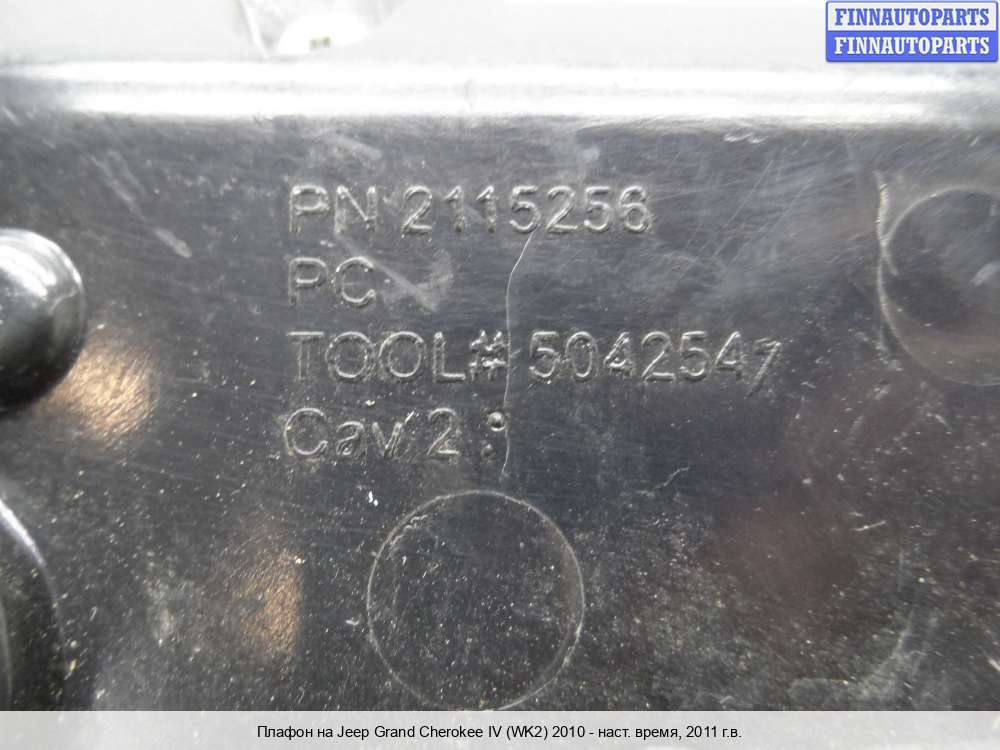 FINNAUTOPARTS
FINNAUTOPARTS
PN 2115256
PC
TOOL# 5042547
Cav 2 :
Плафон на Jeep Grand Cherokee IV (WK2) 2010 - наст. время, 2011 г.в.